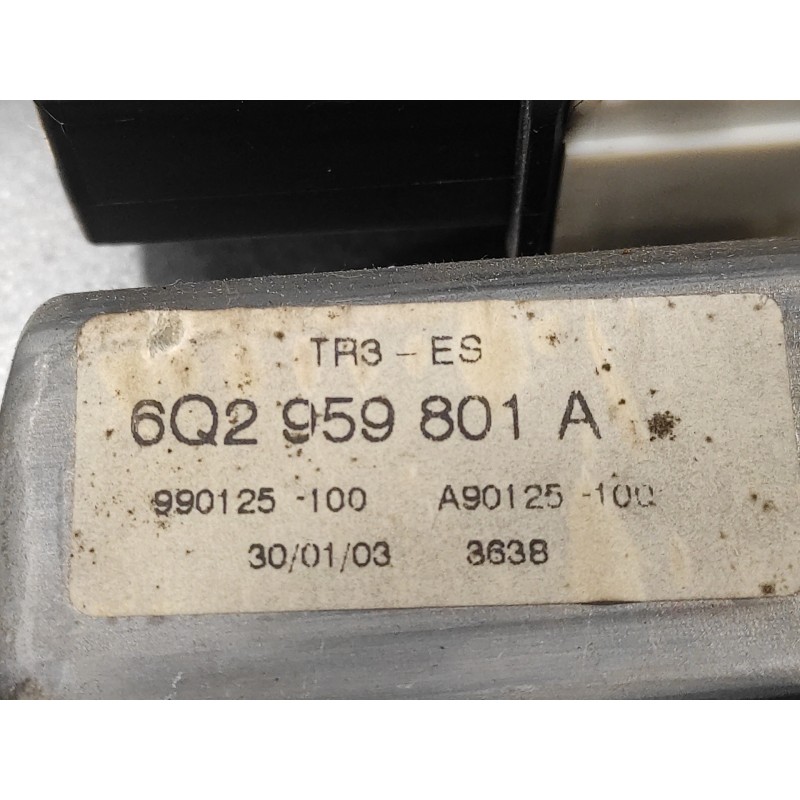 TR3 - ES
6Q2 959 801 A
990125 -100 A90125 -100
30/01/03 3638